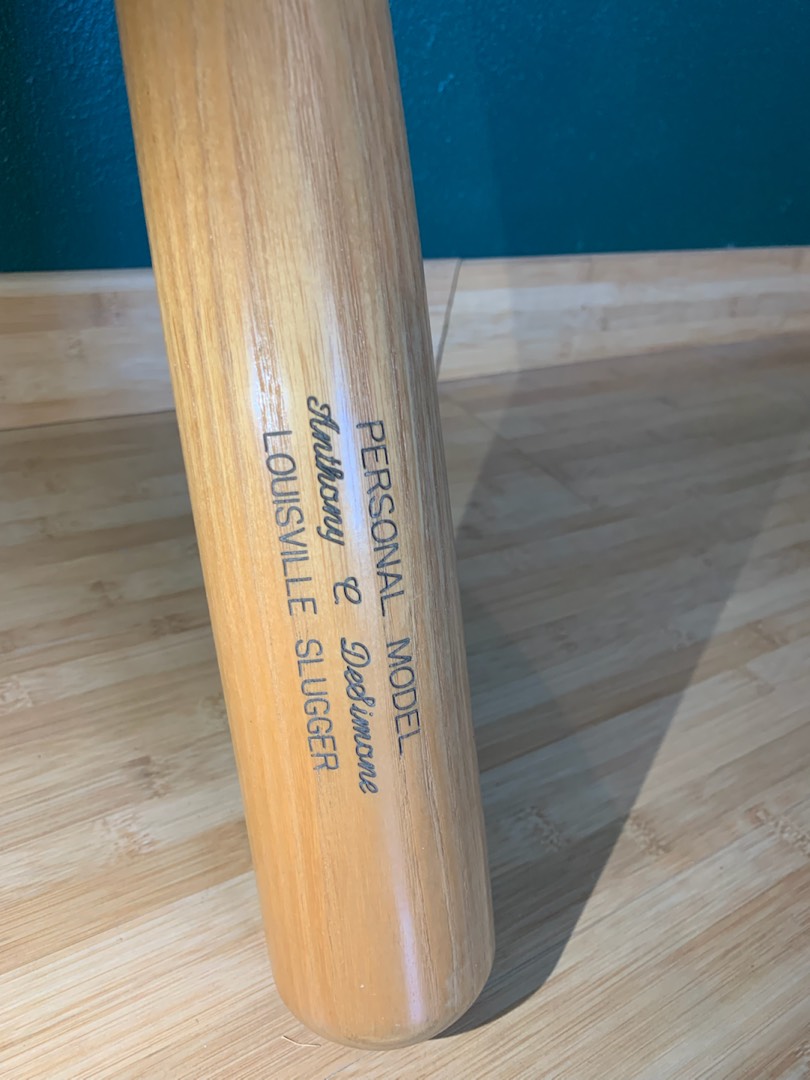 PERSONAL MODEL
Anthony C. DeSimone
LOUISVILLE SLUGGER